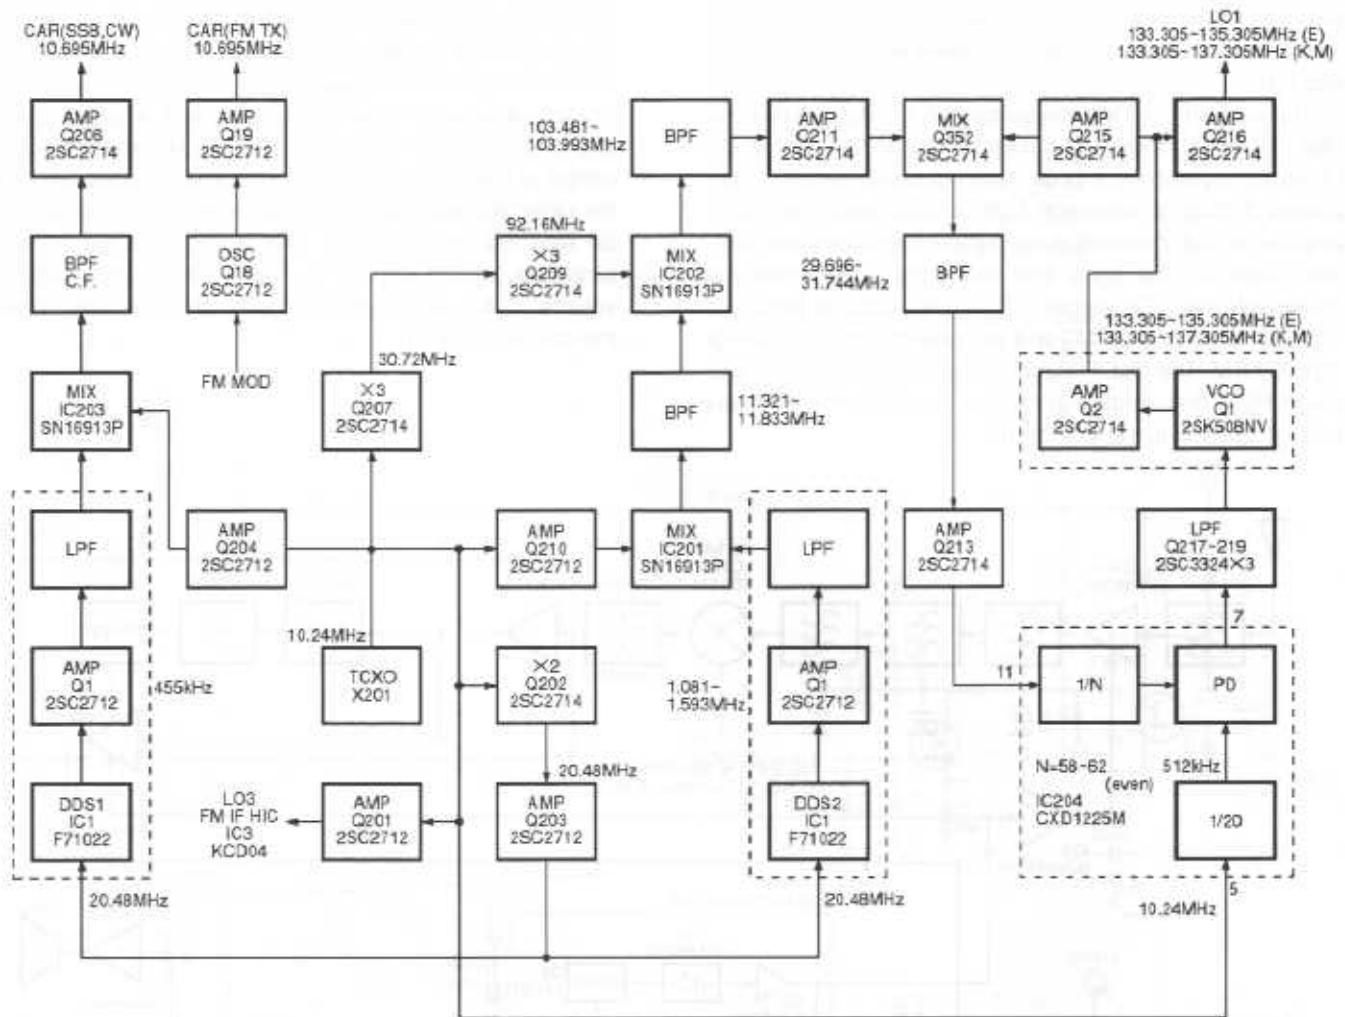 CAR(SSB,CW)
10.695MHz
CAR(FM TX)
10.695MHz
LO1
133.305~135.305MHz (E)
133.305~137.305MHz (K,M)
AMP
Q206
2SC2714
AMP
Q19
2SC2712
103.481~
103.993MHz
BPF
AMP
Q211
2SC2714
MIX
Q352
2SC2714
AMP
Q215
2SC2714
AMP
Q216
2SC2714
BPF
C.F.
OSC
Q18
2SC2712
92.16MHz
X3
Q209
2SC2714
MIX
IC202
SN16913P
29.696~
31.744MHz
BPF
133.305~135.305MHz (E)
133.305~137.305MHz (K,M)
MIX
IC203
SN16913P
FM MOD
30.72MHz
X3
Q207
2SC2714
BPF
11.321~
11.833MHz
AMP
Q2
2SC2714
VCO
Q1
2SK508NV
LPF
AMP
Q204
2SC2712
AMP
Q210
2SC2712
MIX
IC201
SN16913P
LPF
AMP
Q213
2SC2714
LPF
Q217-219
2SC3324X3
AMP
Q1
2SC2712
455kHz
10.24MHz
TCXO
X201
X2
Q202
2SC2714
1.081~
1.593MHz
AMP
Q1
2SC2712
11
1/N
7
PD
20.48MHz
N=58~62
(even)
IC204
CXD1225M
512kHz
DDS1
IC1
F71022
LO3
FM IF HIC
IC3
KCD04
AMP
Q201
2SC2712
AMP
Q203
2SC2712
DDS2
IC1
F71022
1/20
20.48MHz
20.48MHz
10.24MHz
5